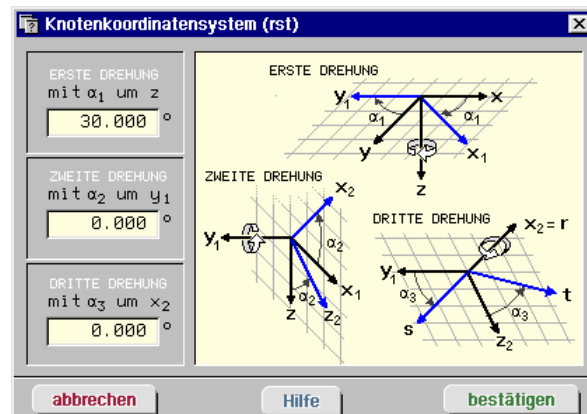 Knotenkoordinatensystem (rst)
ERSTE DREHUNG
mit α1 um z
30.000 °
ZWEITE DREHUNG
mit α2 um y1
0.000 °
DRITTE DREHUNG
mit α3 um x2
0.000 °
ERSTE DREHUNG
y1
x
α1
α1
y
x1
z
ZWEITE DREHUNG
x2
y1
α2
α2
x1
z
z2
DRITTE DREHUNG
x2 = r
y1
α3
α3
t
s
z2
abbrechen
Hilfe
bestätigen